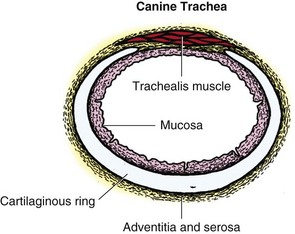 Canine Trachea
Trachealis muscle
Mucosa
Cartilaginous ring
Adventitia and serosa